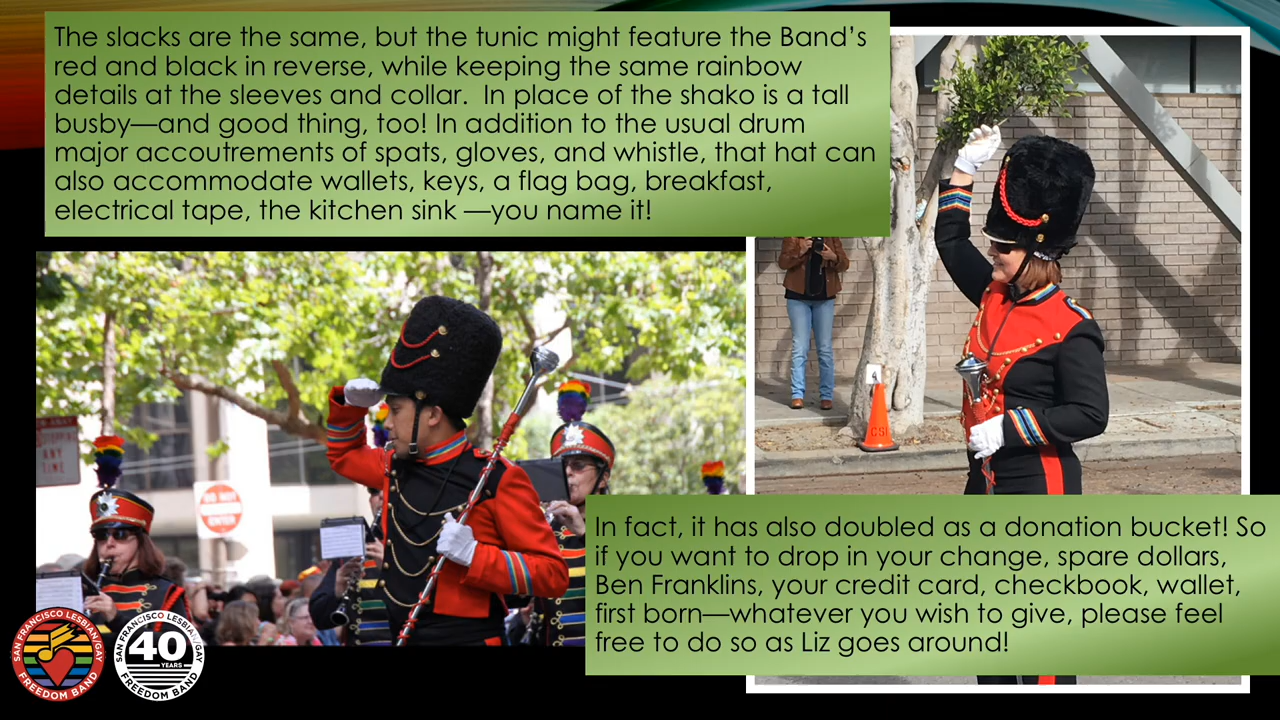 The slacks are the same, but the tunic might feature the Band’s
red and black in reverse, while keeping the same rainbow
details at the sleeves and collar.  In place of the shako is a tall
busby—and good thing, too! In addition to the usual drum
major accoutrements of spats, gloves, and whistle, that hat can
also accommodate wallets, keys, a flag bag, breakfast,
electrical tape, the kitchen sink —you name it!
4
CSI
STOPPING
ANY
TIME
DO NOT
ENTER
In fact, it has also doubled as a donation bucket! So
if you want to drop in your change, spare dollars,
Ben Franklins, your credit card, checkbook, wallet,
first born—whatever you wish to give, please feel
free to do so as Liz goes around!
SAN FRANCISCO LESBIAN/GAY
FREEDOM BAND
SAN FRANCISCO LESBIAN/GAY
40
YEARS
FREEDOM BAND